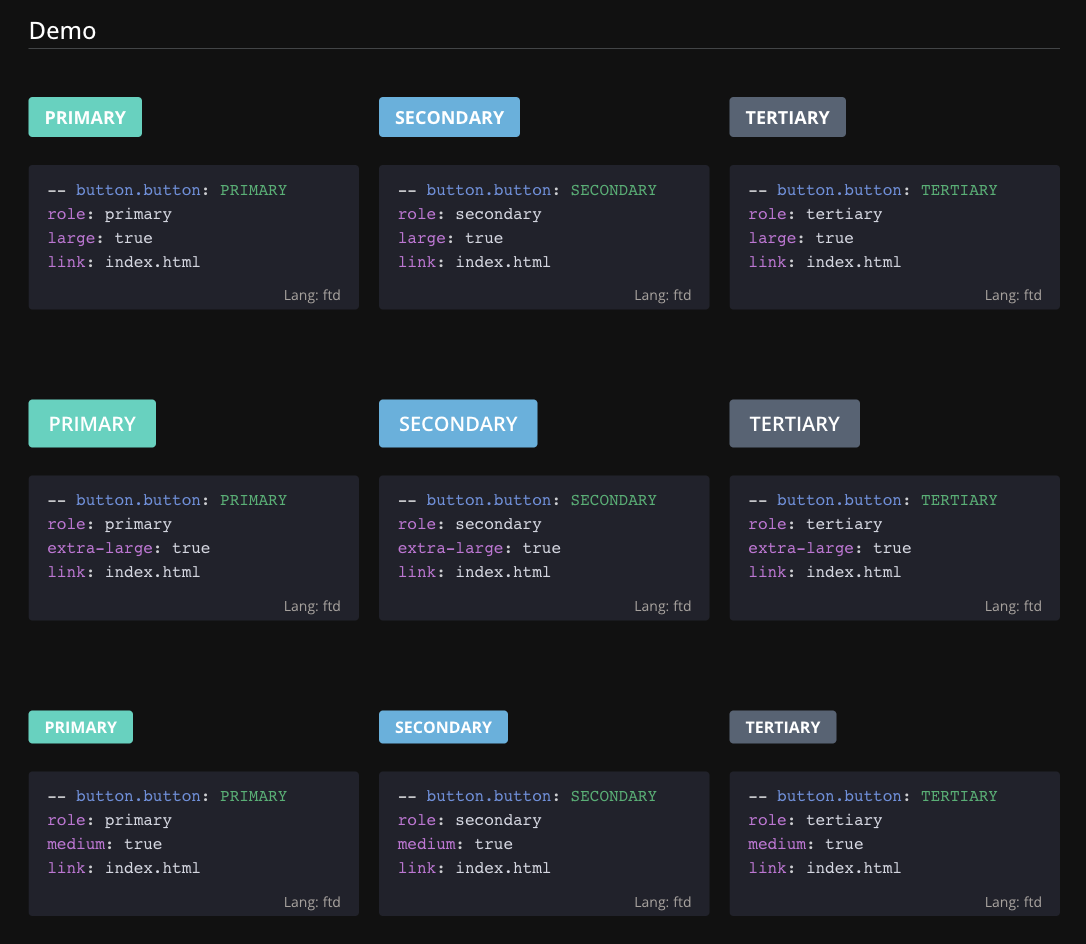 Demo
PRIMARY
SECONDARY
TERTIARY
-- button.button: PRIMARY
role: primary
large: true
link: index.html
Lang: ftd
-- button.button: SECONDARY
role: secondary
large: true
link: index.html
Lang: ftd
-- button.button: TERTIARY
role: tertiary
large: true
link: index.html
Lang: ftd
PRIMARY
SECONDARY
TERTIARY
-- button.button: PRIMARY
role: primary
extra-large: true
link: index.html
Lang: ftd
-- button.button: SECONDARY
role: secondary
extra-large: true
link: index.html
Lang: ftd
-- button.button: TERTIARY
role: tertiary
extra-large: true
link: index.html
Lang: ftd
PRIMARY
SECONDARY
TERTIARY
-- button.button: PRIMARY
role: primary
medium: true
link: index.html
Lang: ftd
-- button.button: SECONDARY
role: secondary
medium: true
link: index.html
Lang: ftd
-- button.button: TERTIARY
role: tertiary
medium: true
link: index.html
Lang: ftd